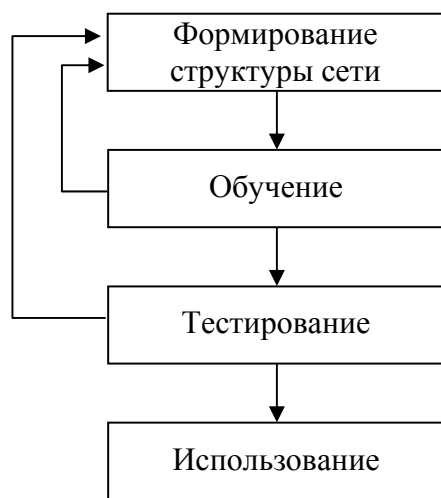 Формирование
структуры сети
Обучение
Тестирование
Использование